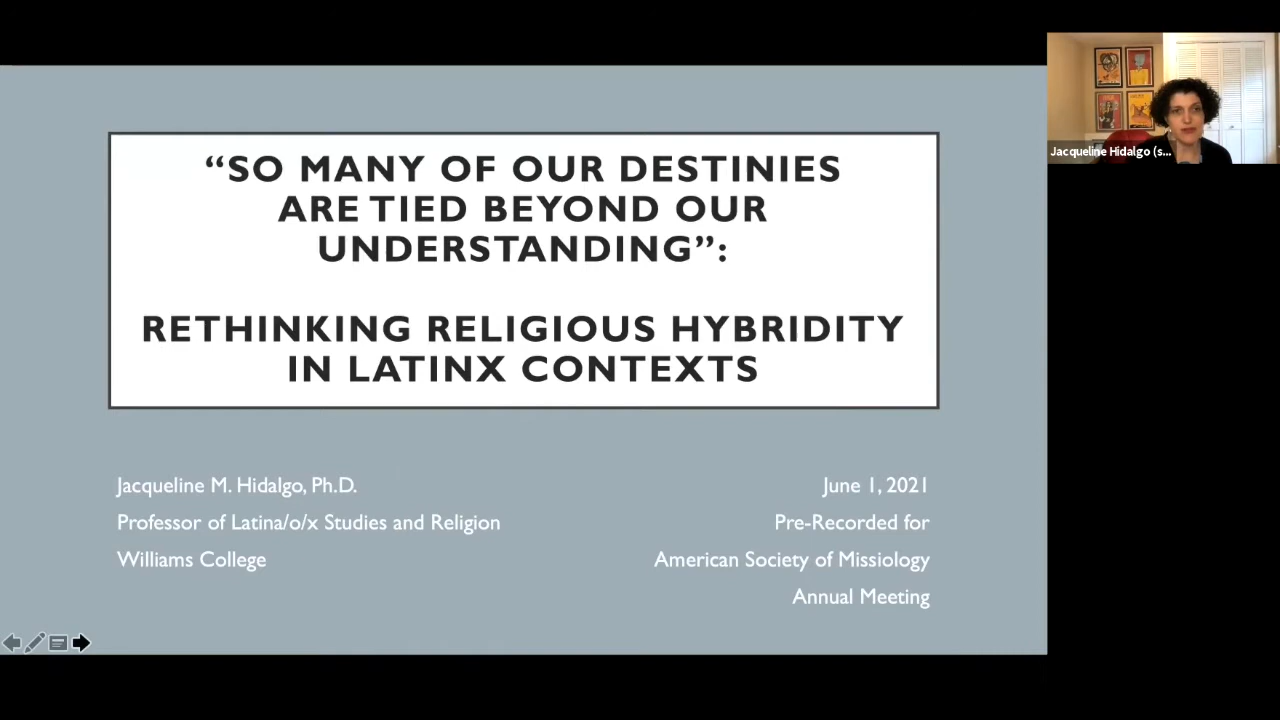 “SO MANY OF OUR DESTINIES
ARE TIED BEYOND OUR
UNDERSTANDING”:
RETHINKING RELIGIOUS HYBRIDITY
IN LATINX CONTEXTS
Jacqueline M. Hidalgo, Ph.D.
Professor of Latina/o/x Studies and Religion
Williams College
June 1, 2021
Pre-Recorded for
American Society of Missiology
Annual Meeting
Jacqueline Hidalgo (s...